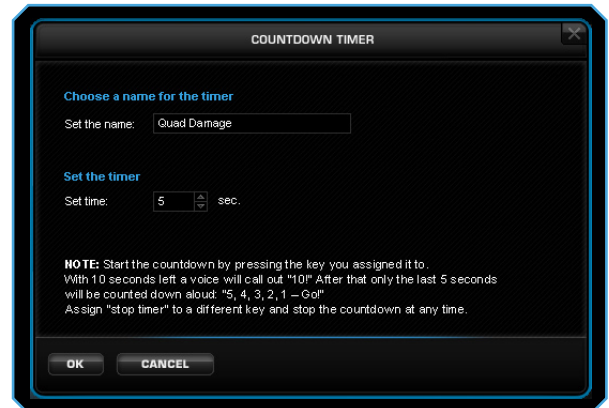 COUNTDOWN TIMER
Choose a name for the timer
Set the name: Quad Damage
Set the timer
Set time: 5 sec.
NOTE: Start the countdown by pressing the key you assigned it to.
With 10 seconds left a voice will call out "10!" After that only the last 5 seconds
will be counted down aloud: "5, 4, 3, 2, 1 – Go!"
Assign "stop timer" to a different key and stop the countdown at any time.
OK CANCEL